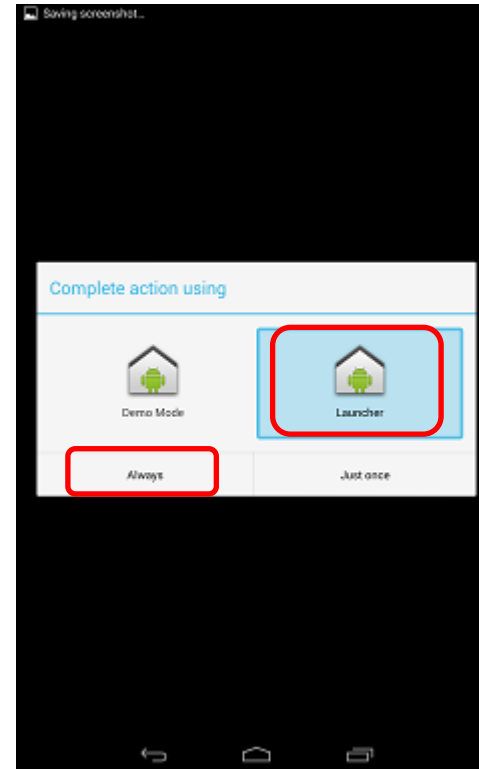 Saving screenshot...
Complete action using
Demo Mode
Launcher
Always
Just once